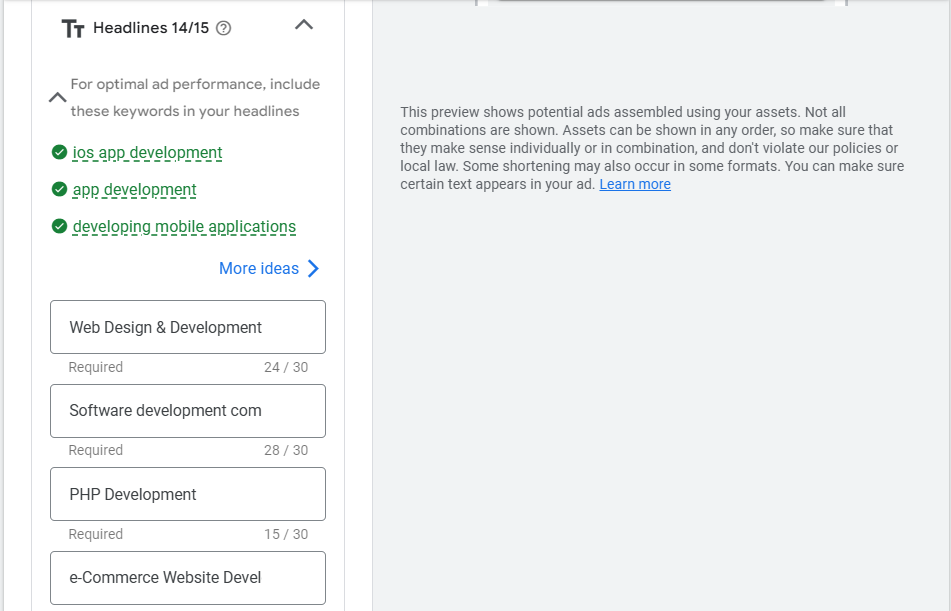 Headlines 14/15
For optimal ad performance, include
these keywords in your headlines
ios app development
app development
developing mobile applications
More ideas
Web Design & Development
Required 24 / 30
Software development com
Required 28 / 30
PHP Development
Required 15 / 30
e-Commerce Website Devel
This preview shows potential ads assembled using your assets. Not all
combinations are shown. Assets can be shown in any order, so make sure that
they make sense individually or in combination, and don't violate our policies or
local law. Some shortening may also occur in some formats. You can make sure
certain text appears in your ad. Learn more